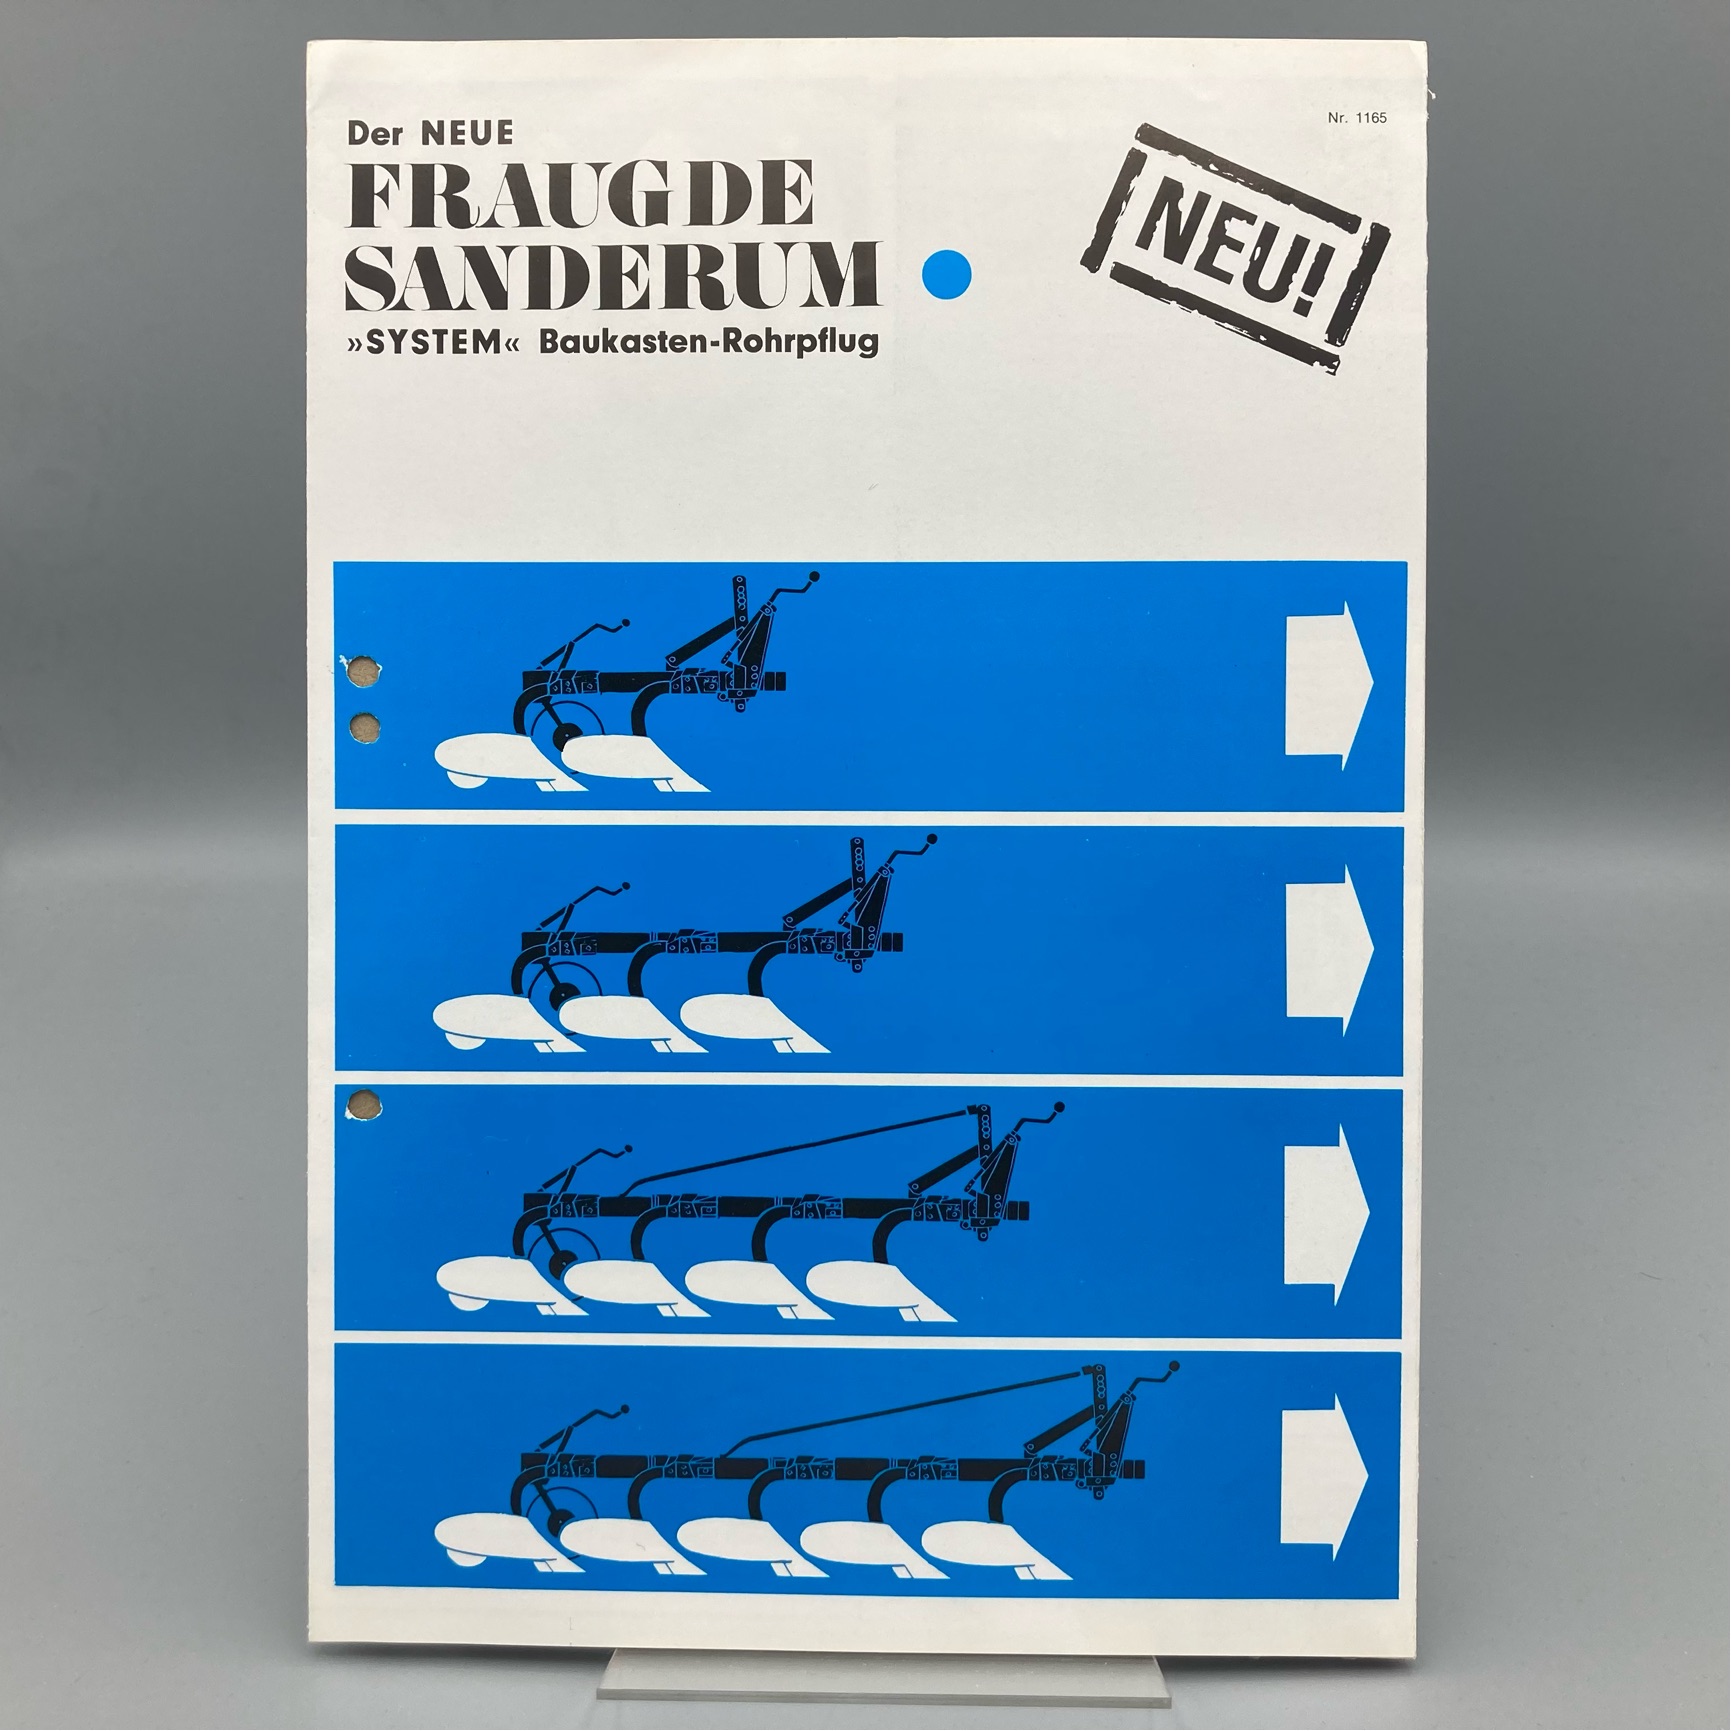 Der NEUE
FRAUGDE
SANDERUM
»SYSTEM« Baukasten-Rohrpflug
Nr. 1165
NEU!